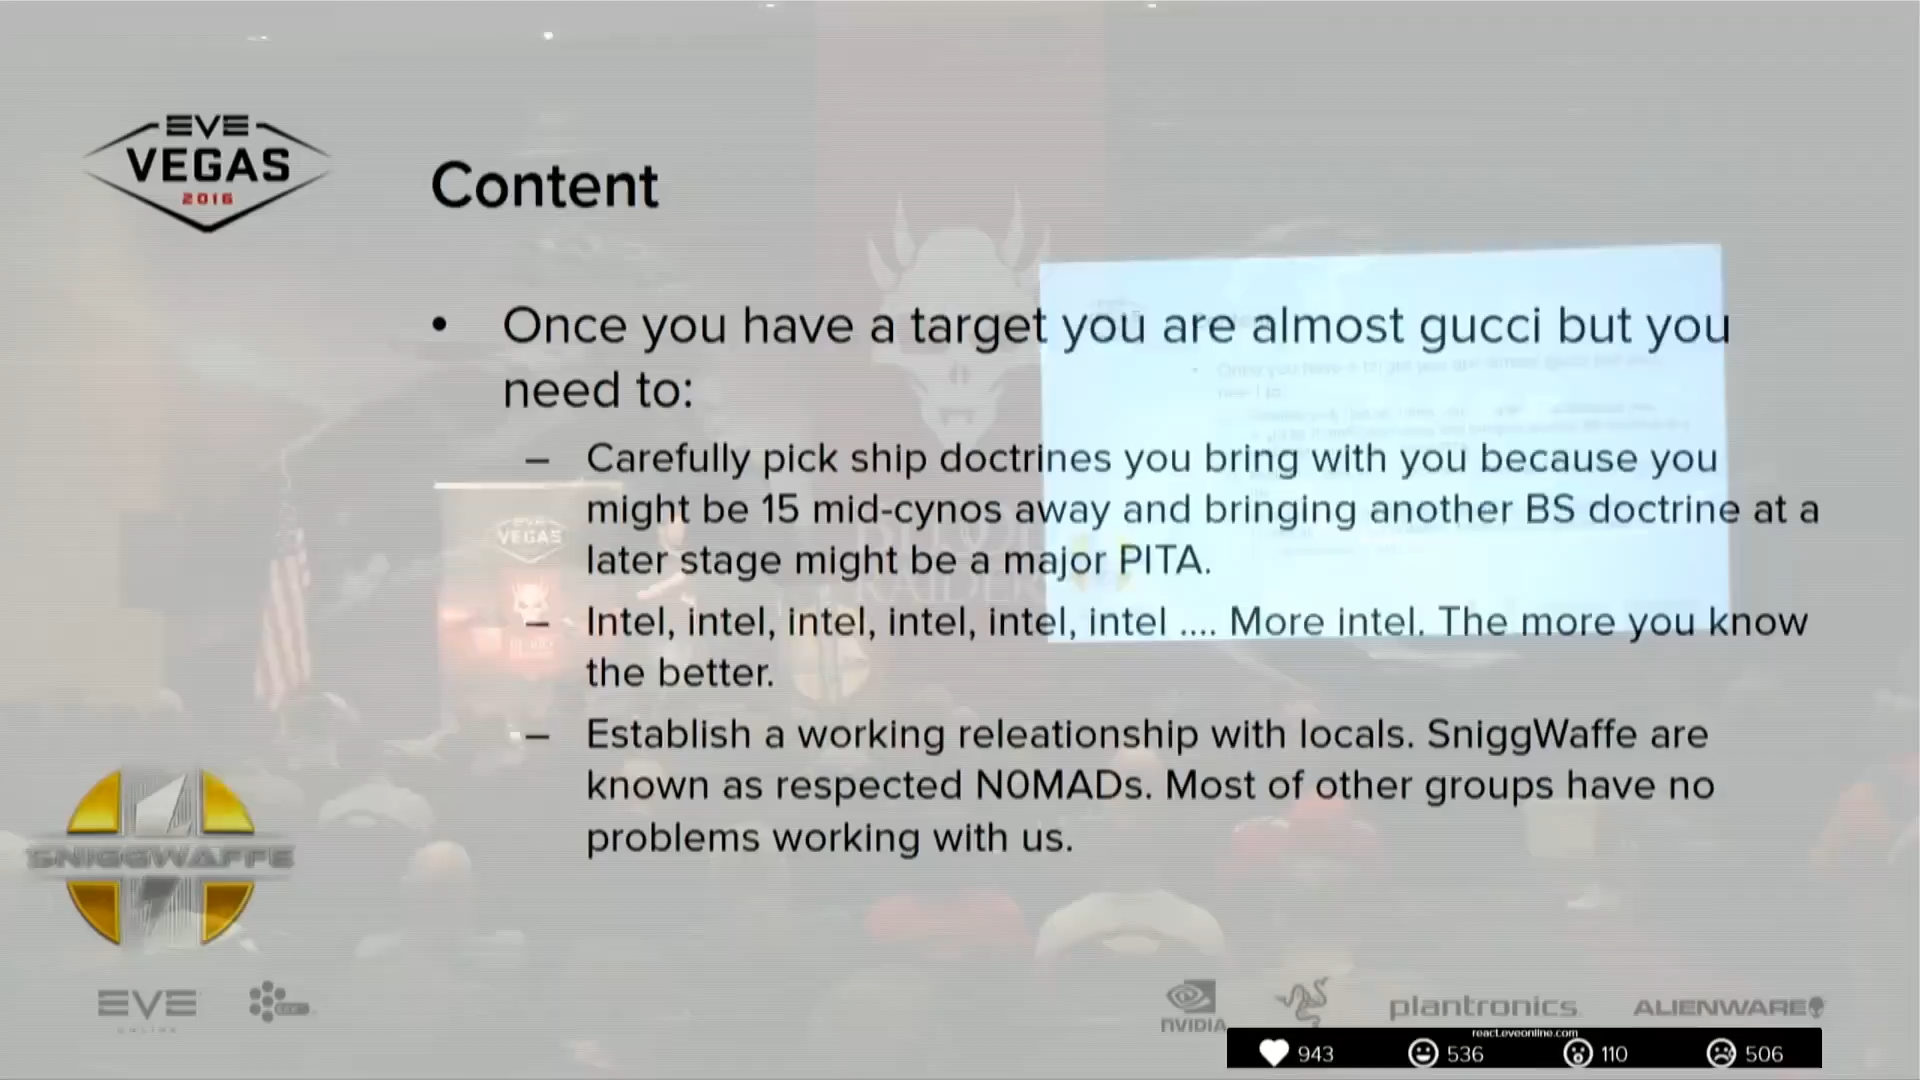 EVE
VEGAS
2016
Content
• Once you have a target you are almost gucci but you
need to:
– Carefully pick ship doctrines you bring with you because you
might be 15 mid-cynos away and bringing another BS doctrine at a
later stage might be a major PITA.
– Intel, intel, intel, intel, intel, intel .... More intel. The more you know
the better.
– Establish a working releationship with locals. SniggWaffe are
known as respected N0MADs. Most of other groups have no
problems working with us.
EVE
VEGAS
RAIDERS
SNIGGWAFFE
EVE
ONLINE
NVIDIA
plantronics
ALIENWARE
react.eveonline.com
943 536 110 506